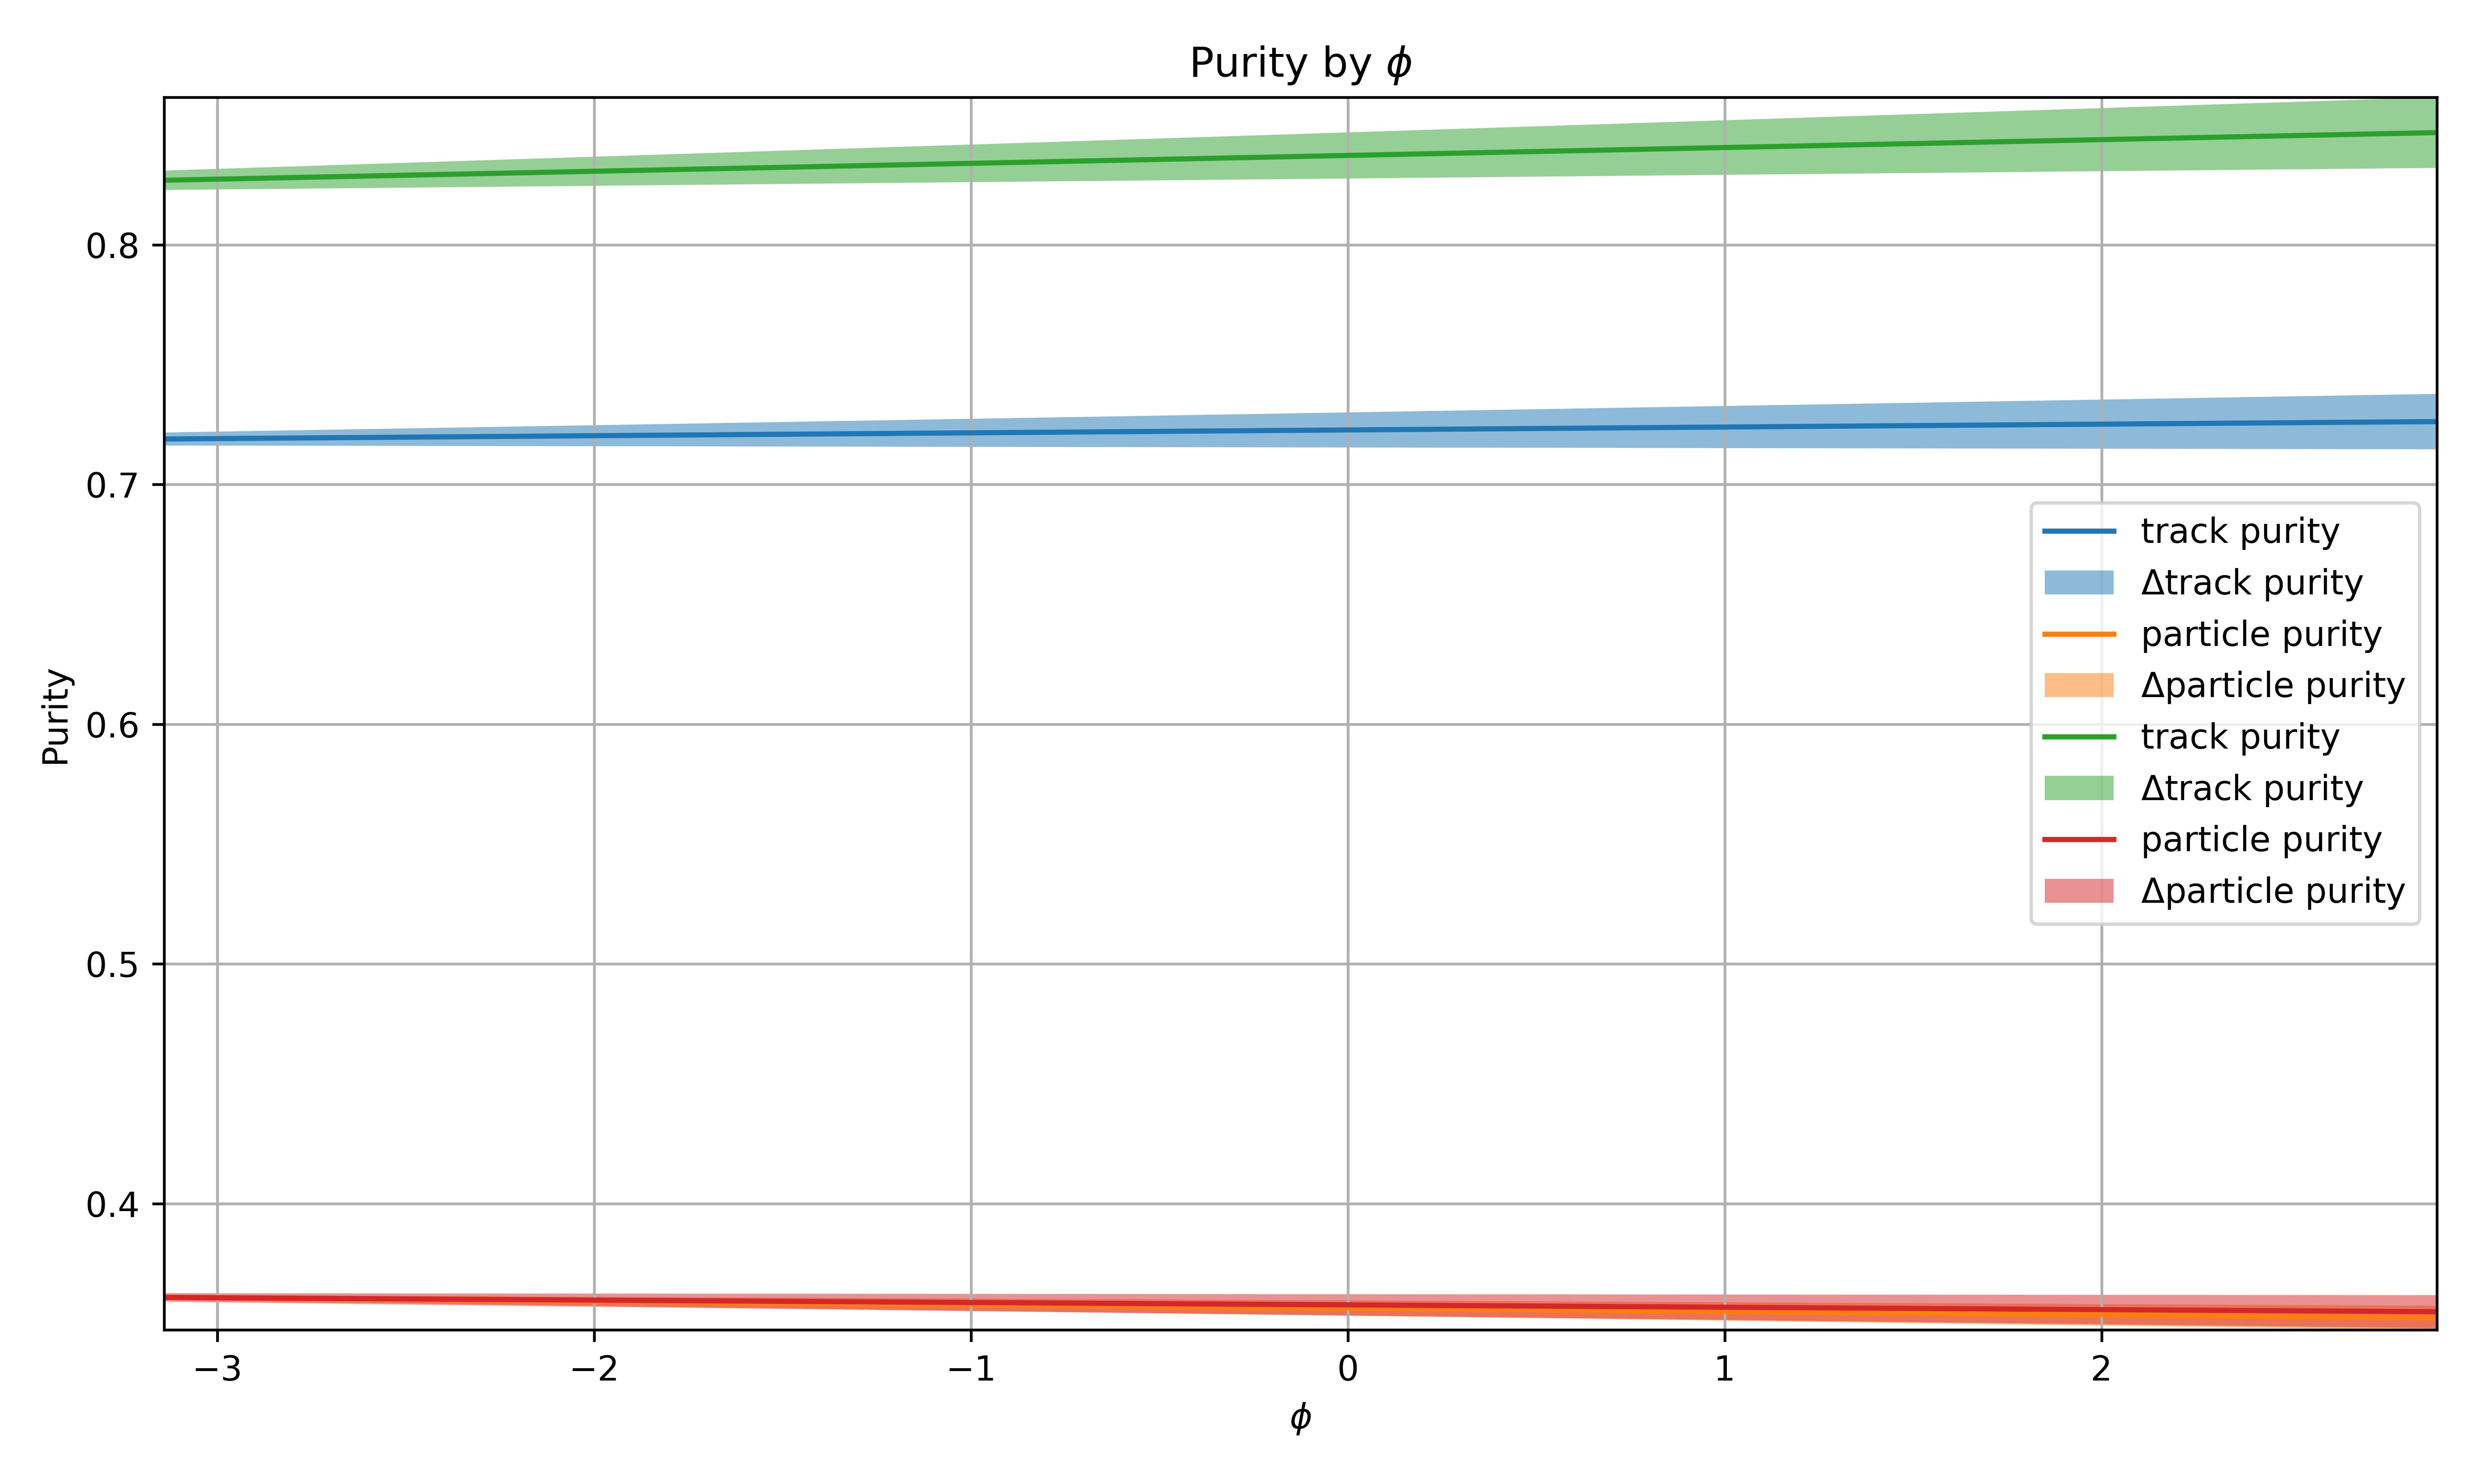 Purity by ϕ
0.8
0.7
0.6
0.5
0.4
Purity
track purity
Δtrack purity
particle purity
Δparticle purity
track purity
Δtrack purity
particle purity
Δparticle purity
−3 −2 −1 0 1 2
ϕ